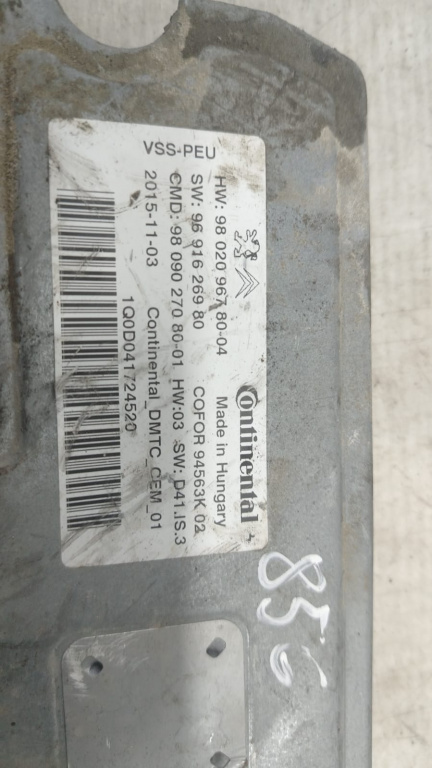 VSS-PEU
HW: 98 020 967 80-04
SW: 96 916 269 80
CMD: 98 090 270 80-01 HW:03 SW: D41.IS.3
2015-11-03
Continental
Made in Hungary
COFOR 94563K 02
Continental_DMTC_CEM_01
1Q0D041724520